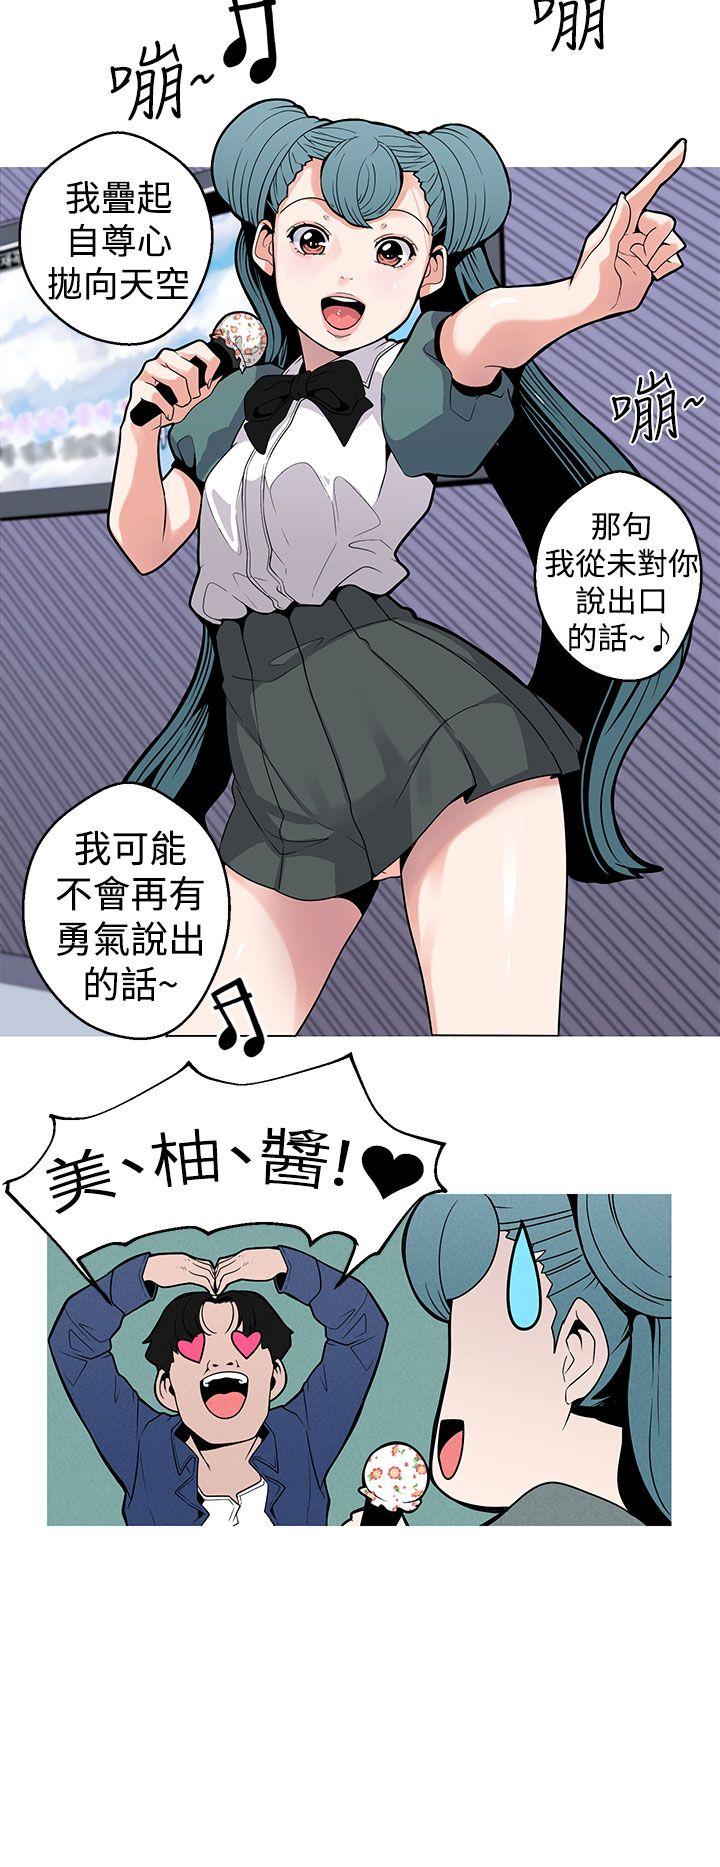 嘣
嘣~
我疊起
自尊心
拋向天空
嘣~
那句
我從未對你
說出口
的話~♪
我可能
不會再有
勇氣說出
的話~
美、柚、醬!♥